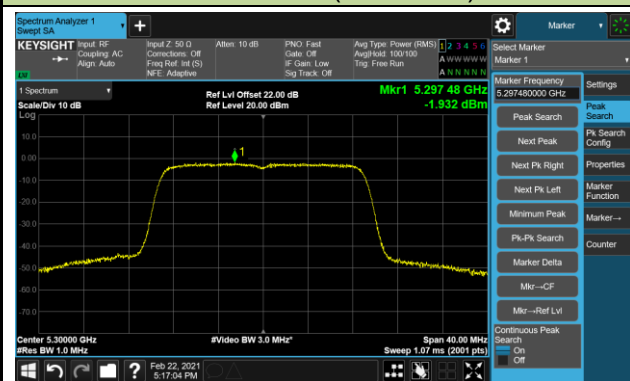 Spectrum Analyzer 1
Swept SA
Marker
KEYSIGHT
Input: RF
Coupling: AC
Align: Auto
Input Z: 50 Ω
Corrections: Off
Freq Ref: Int (S)
NFE: Adaptive
Atten: 10 dB
PNO: Fast
Gate: Off
IF Gain: Low
Sig Track: Off
Avg Type: Power (RMS)
Avg|Hold: 100/100
Trig: Free Run
1 2 3 4 5 6
A W W W W W
A N N N N N
Select Marker
Marker 1
1 Spectrum
Scale/Div 10 dB
Log
Ref Lvl Offset 22.00 dB
Ref Level 20.00 dBm
Mkr1 5.297 48 GHz
-1.932 dBm
10.0
0.00
-10.0
-20.0
-30.0
-40.0
-50.0
-60.0
-70.0
1
Center 5.30000 GHz
#Res BW 1.0 MHz
#Video BW 3.0 MHz*
Span 40.00 MHz
Sweep 1.07 ms (2001 pts)
Marker Frequency
5.297480000 GHz
Peak Search
Next Peak
Next Pk Right
Next Pk Left
Minimum Peak
Pk-Pk Search
Marker Delta
Mkr→CF
Mkr→Ref Lvl
Continuous Peak
Search
On
Off
Settings
Peak
Search
Pk Search
Config
Properties
Marker
Function
Marker→
Counter
?
Feb 22, 2021
5:17:04 PM